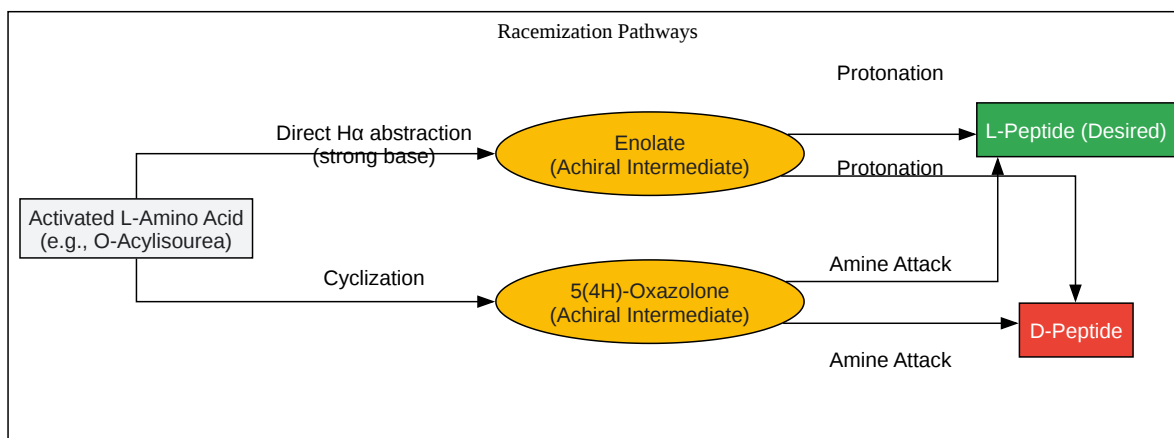 Racemization Pathways
Protonation
Direct Hα abstraction
(strong base)
Enolate
(Achiral Intermediate)
L-Peptide (Desired)
Protonation
Activated L-Amino Acid
(e.g., O-Acylisourea)
Cyclization
Amine Attack
5(4H)-Oxazolone
(Achiral Intermediate)
D-Peptide
Amine Attack